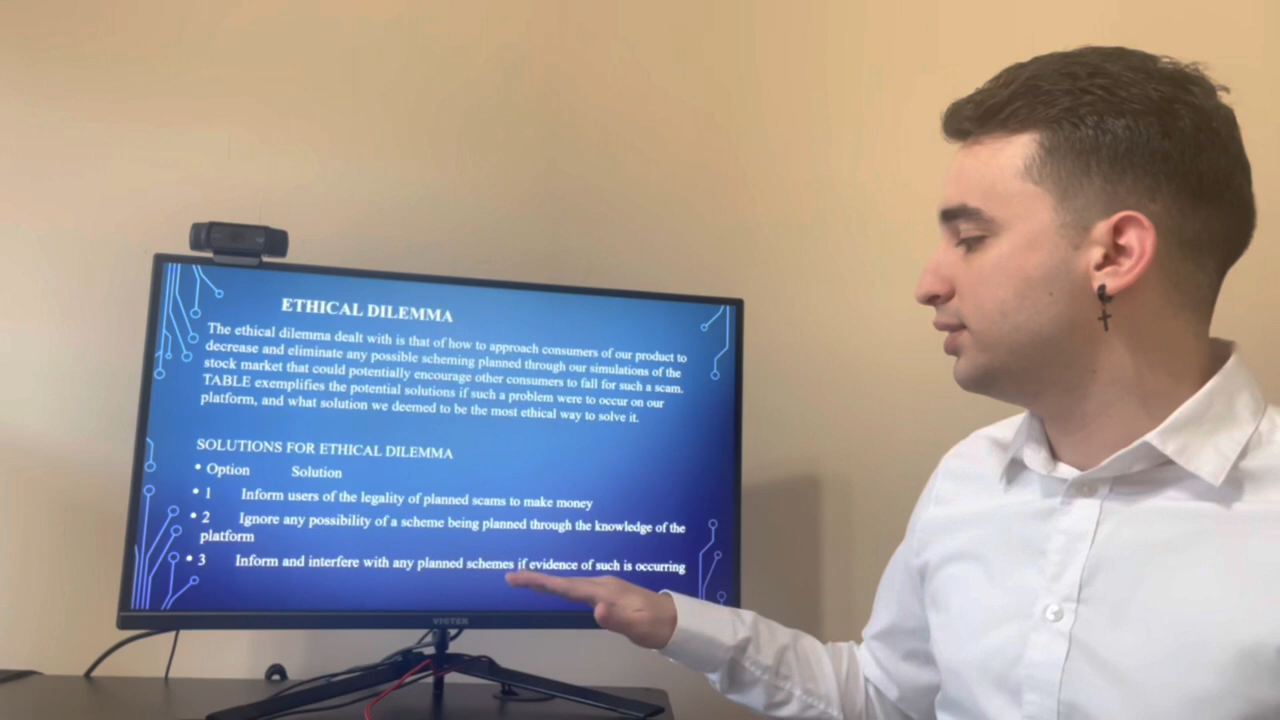 ETHICAL DILEMMA
The ethical dilemma dealt with is that of how to approach consumers of our product to
decrease and eliminate any possible scheming planned through our simulations of the
stock market that could potentially encourage other consumers to fall for such a scam.
TABLE exemplifies the potential solutions if such a problem were to occur on our
platform, and what solution we deemed to be the most ethical way to solve it.
SOLUTIONS FOR ETHICAL DILEMMA
• Option Solution
• 1 Inform users of the legality of planned scams to make money
• 2 Ignore any possibility of a scheme being planned through the knowledge of the
platform
• 3 Inform and interfere with any planned schemes if evidence of such is occurring